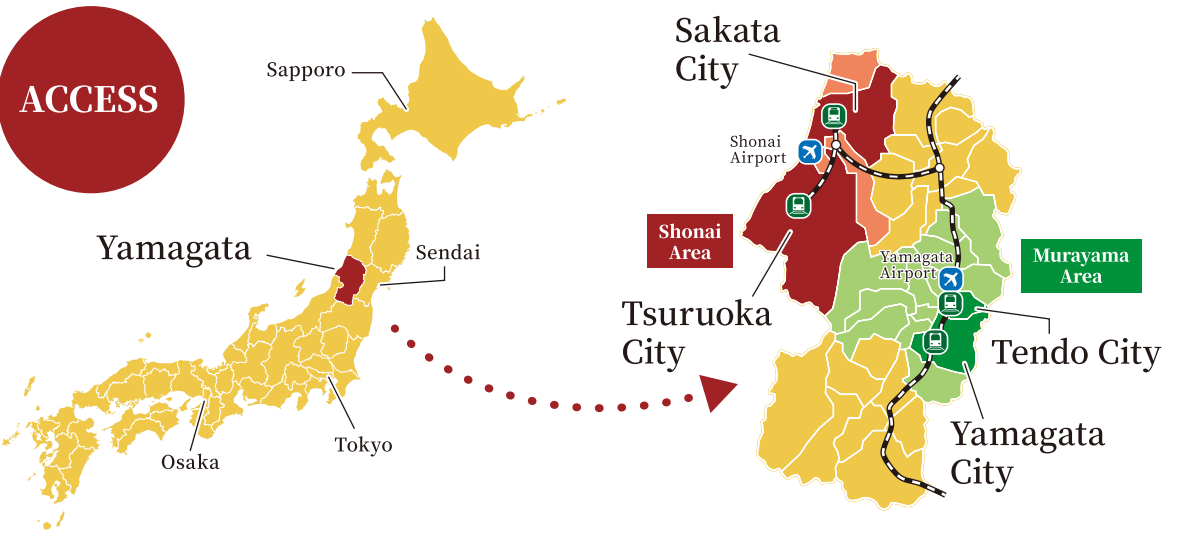 ACCESS
Sapporo
Yamagata
Sendai
Tokyo
Osaka
Sakata
City
Shonai
Airport
Shonai
Area
Yamagata
Airport
Murayama
Area
Tsuruoka
City
Tendo City
Yamagata
City